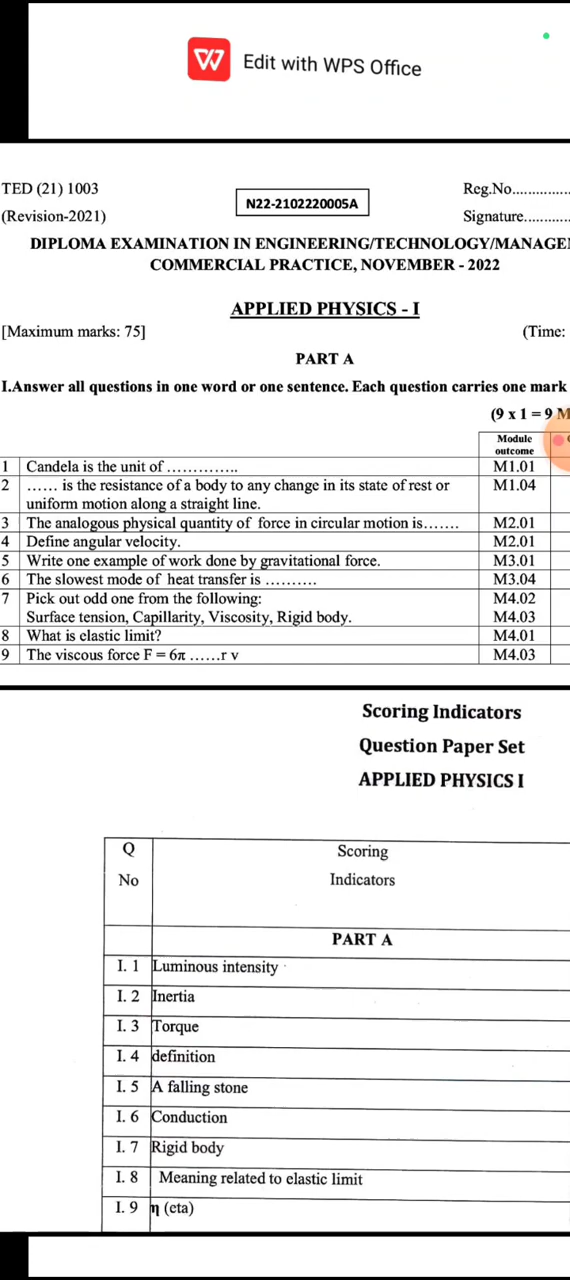 Edit with WPS Office
TED (21) 1003
Reg.No..............
N22-2102220005A
(Revision-2021)
Signature............
DIPLOMA EXAMINATION IN ENGINEERING/TECHNOLOGY/MANAGE
COMMERCIAL PRACTICE, NOVEMBER - 2022
APPLIED PHYSICS - I
[Maximum marks: 75]
(Time:
PART A
I.Answer all questions in one word or one sentence. Each question carries one mark
(9 x 1 = 9 M
Module
outcome
1 Candela is the unit of ............. M1.01
2 ...... is the resistance of a body to any change in its state of rest or M1.04
uniform motion along a straight line.
3 The analogous physical quantity of force in circular motion is....... M2.01
4 Define angular velocity. M2.01
5 Write one example of work done by gravitational force. M3.01
6 The slowest mode of heat transfer is .......... M3.04
7 Pick out odd one from the following: M4.02
Surface tension, Capillarity, Viscosity, Rigid body. M4.03
8 What is elastic limit? M4.01
9 The viscous force F = 6π ......r v M4.03
Scoring Indicators
Question Paper Set
APPLIED PHYSICS I
Q Scoring
No Indicators
PART A
I. 1 Luminous intensity
I. 2 Inertia
I. 3 Torque
I. 4 definition
I. 5 A falling stone
I. 6 Conduction
I. 7 Rigid body
I. 8 Meaning related to elastic limit
I. 9 η (eta)